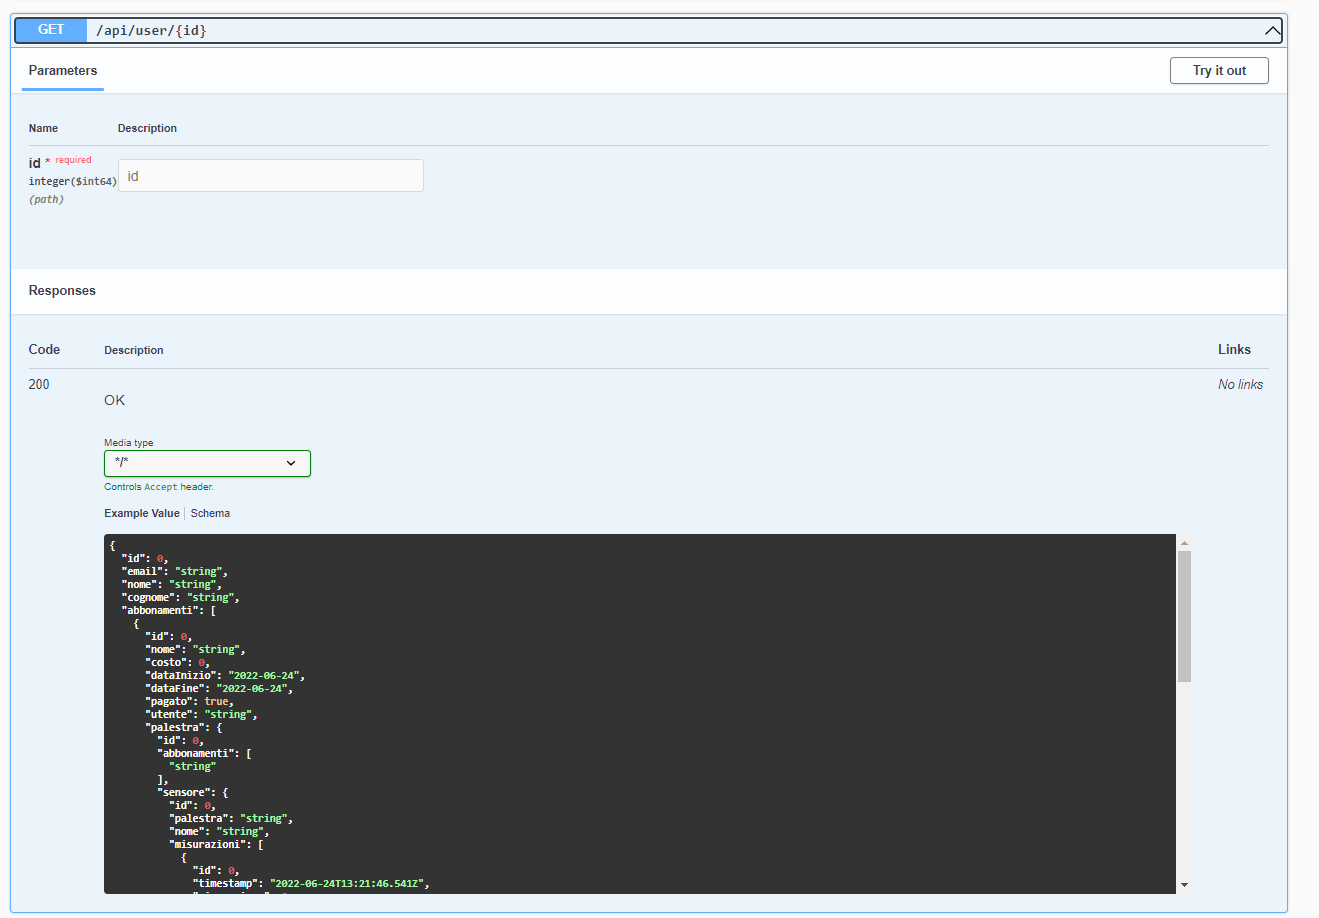 GET /api/user/{id}
Parameters
Try it out
Name Description
id * required
integer($int64)
(path)
id
Responses
Code Description Links
200
OK
No links
Media type
*/*
Controls Accept header.
Example Value Schema
{
  "id": 0,
  "email": "string",
  "nome": "string",
  "cognome": "string",
  "abbonamenti": [
    {
      "id": 0,
      "nome": "string",
      "costo": 0,
      "dataInizio": "2022-06-24",
      "dataFine": "2022-06-24",
      "pagato": true,
      "utente": "string",
      "palestra": {
        "id": 0,
        "abbonamenti": [
          "string"
        ],
        "sensore": {
          "id": 0,
          "palestra": "string",
          "nome": "string",
          "misurazioni": [
            {
              "id": 0,
              "timestamp": "2022-06-24T13:21:46.541Z",